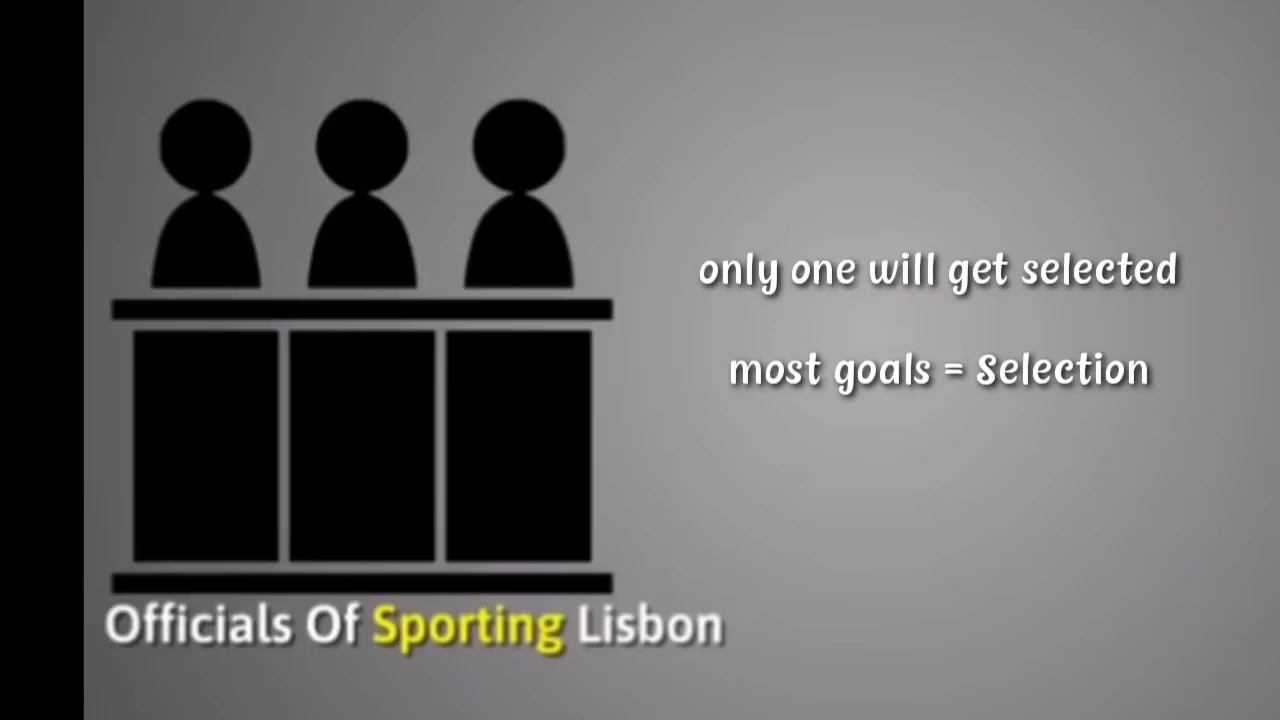 only one will get selected
most goals = Selection
Officials Of Sporting Lisbon